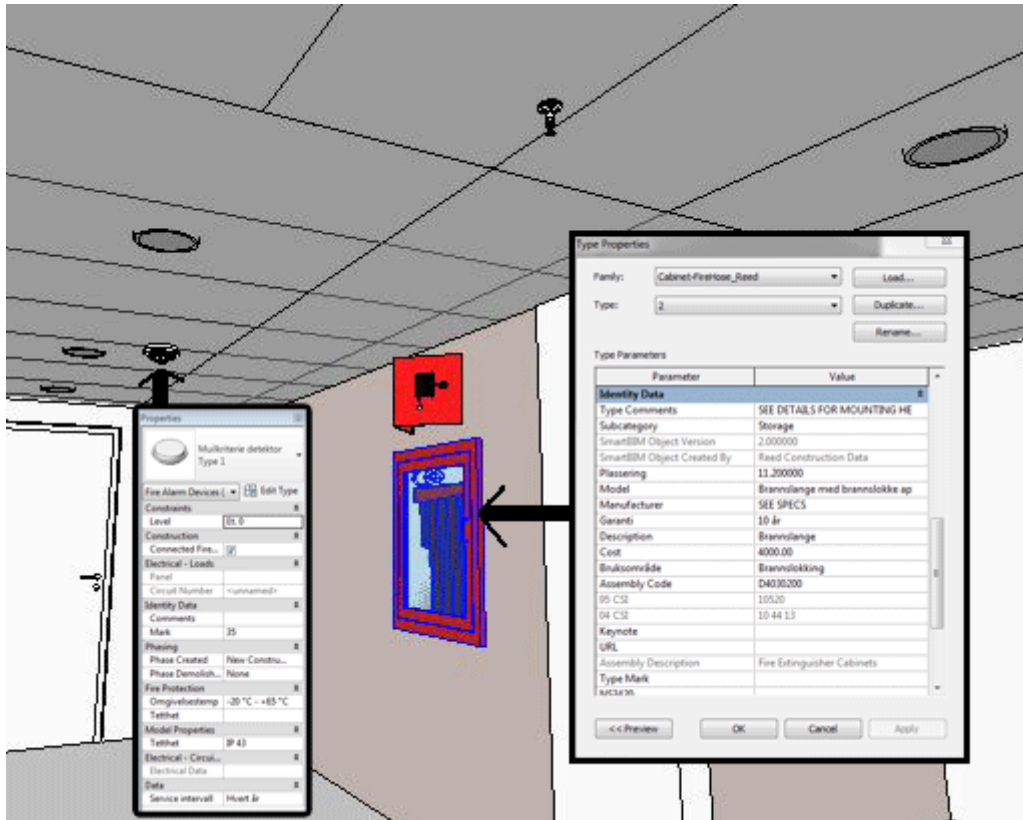 Type Properties
Family:
Cabinet-FireHose_Reed
Load...
Type:
2
Duplicate...
Rename...
Type Parameters
Parameter Value
Identity Data
Type Comments SEE DETAILS FOR MOUNTING HE
Subcategory Storage
SmartBIM Object Version 2.000000
SmartBIM Object Created By Reed Construction Data
Plassering 11.200000
Model Brannslange med brannslokke ap
Manufacturer SEE SPECS
Garanti 10 år
Description Brannslange
Cost 4000.00
Bruksområde Brannslokking
Assembly Code D4030200
95 CSI 10520
04 CSI 10 44 13
Keynote
URL
Assembly Description Fire Extinguisher Cabinets
Type Mark
NS3420
<< Preview OK Cancel Apply
Properties
Mulkriterie detektor
Type 1
Fire Alarm Devices ( Edit Type
Constraints
Level Et. 0
Construction
Connected Fire...
Electrical - Loads
Panel
Circuit Number <unnamed>
Identity Data
Comments
Mark 35
Phasing
Phase Created New Constru...
Phase Demolish... None
Fire Protection
Omgivelsestemp -20 °C - +65 °C
Tetthet
Model Properties
Tetthet IP 43
Electrical - Circui...
Electrical Data
Data
Service intervall Hvert år